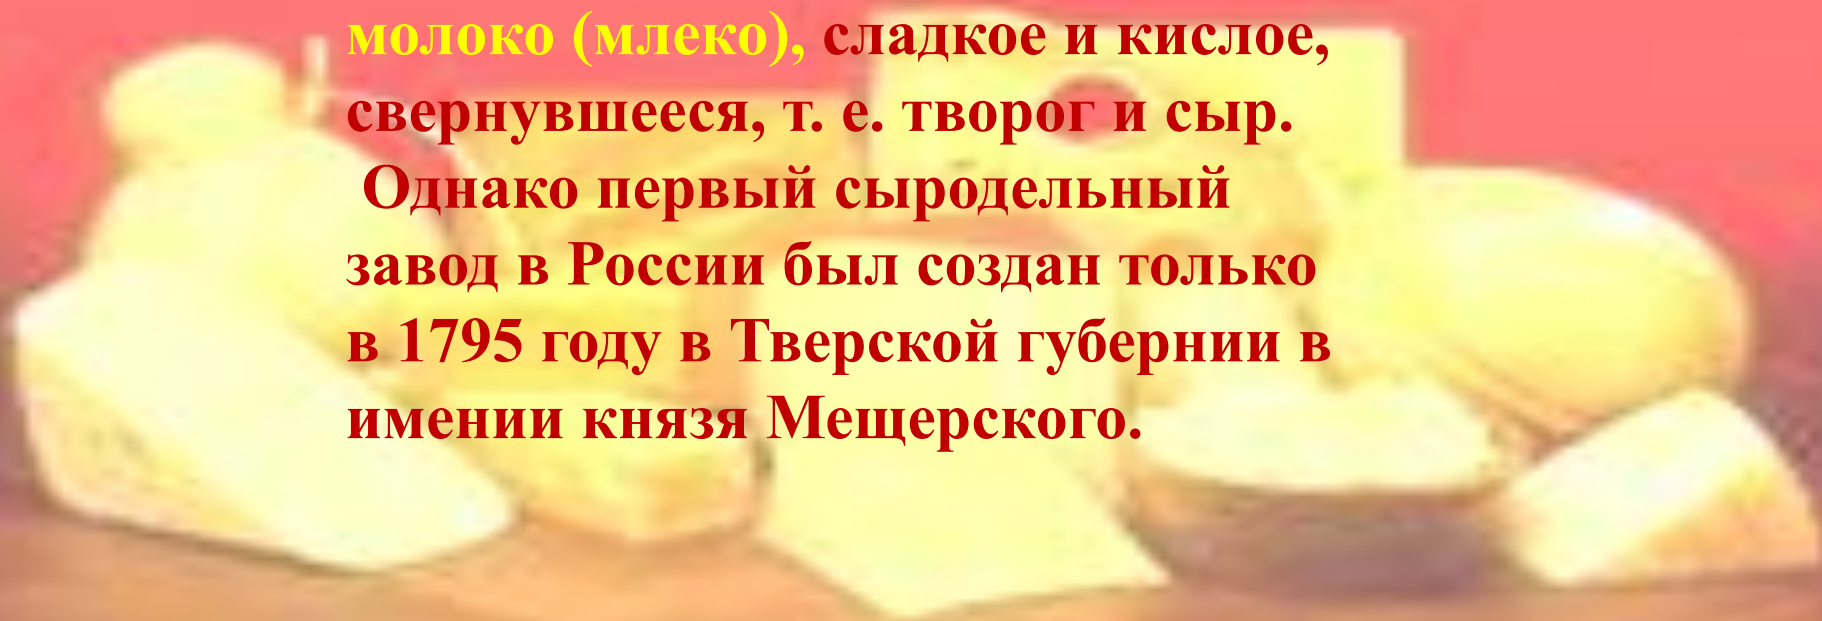 молоко (млеко), сладкое и кислое,
свернувшееся, т. е. творог и сыр.
Однако первый сыродельный
завод в России был создан только
в 1795 году в Тверской губернии в
имении князя Мещерского.